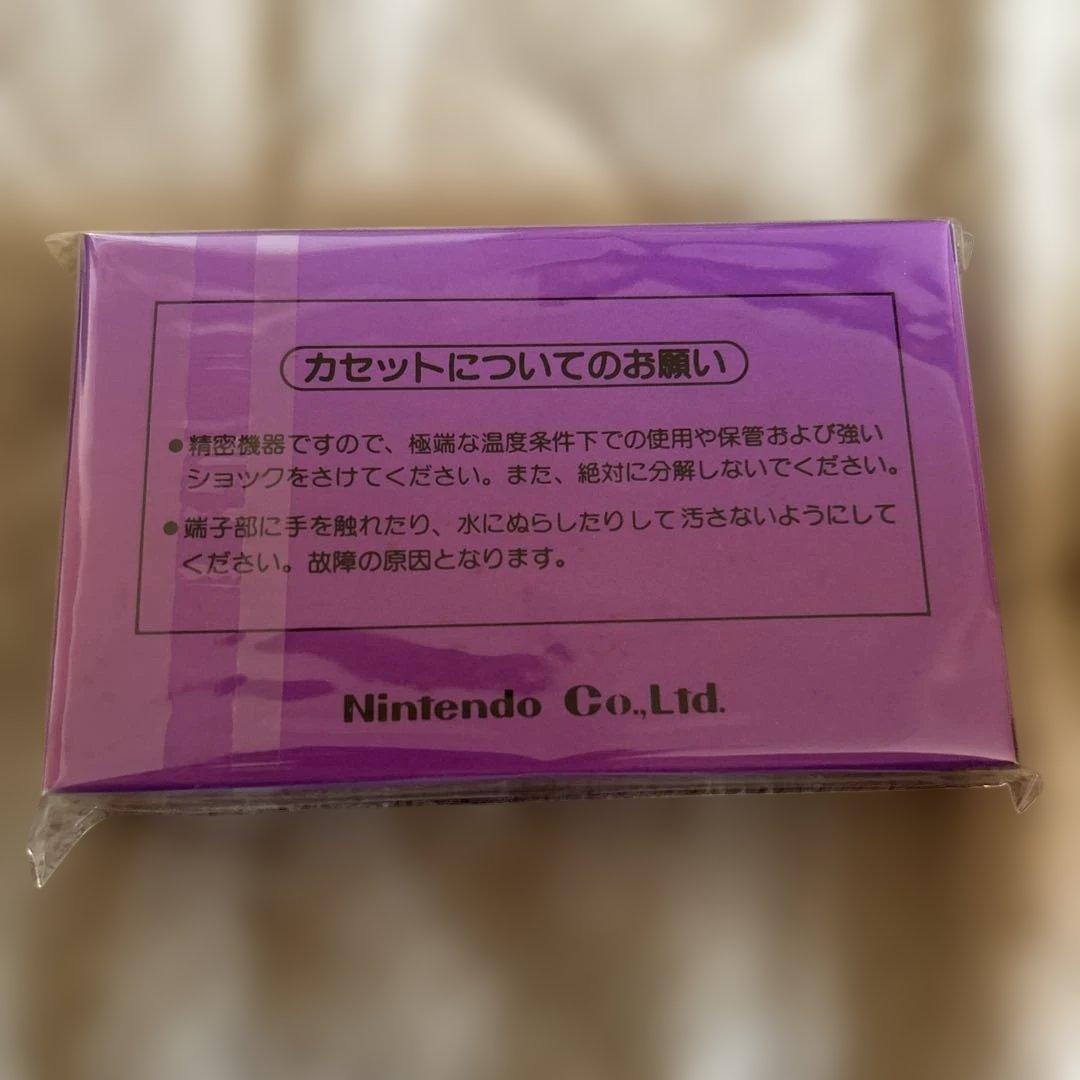 カセットについてのお願い
●精密機器ですので、極端な温度条件下での使用や保管および強い
ショックをさけてください。また、絶対に分解しないでください。
●端子部に手を触れたり、水にぬらしたりして汚さないようにして
ください。故障の原因となります。
Nintendo Co.,Ltd.